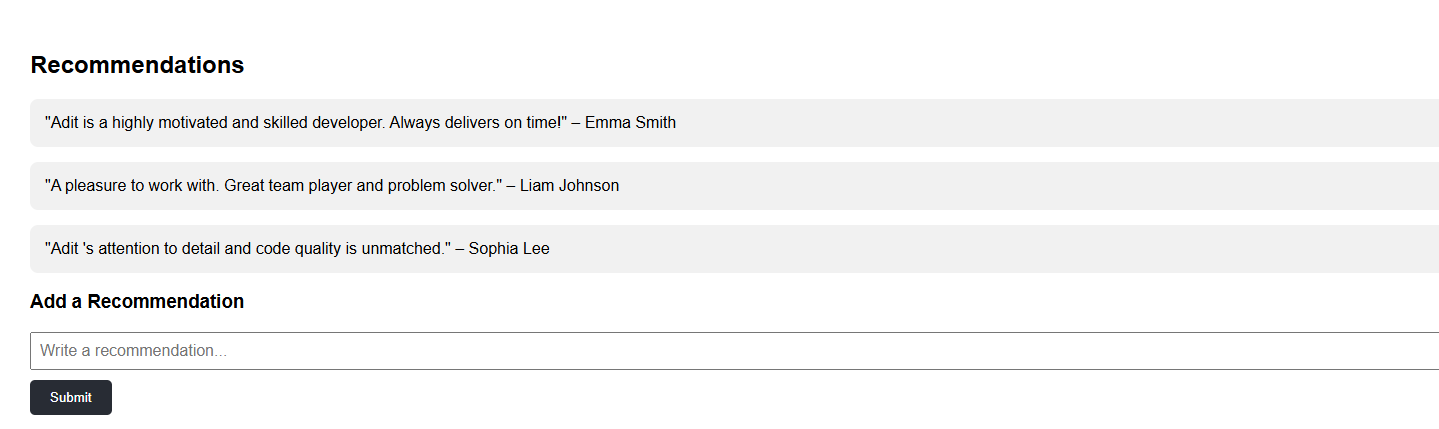 Recommendations
"Adit is a highly motivated and skilled developer. Always delivers on time!" – Emma Smith
"A pleasure to work with. Great team player and problem solver." – Liam Johnson
"Adit 's attention to detail and code quality is unmatched." – Sophia Lee
Add a Recommendation
Write a recommendation...
Submit